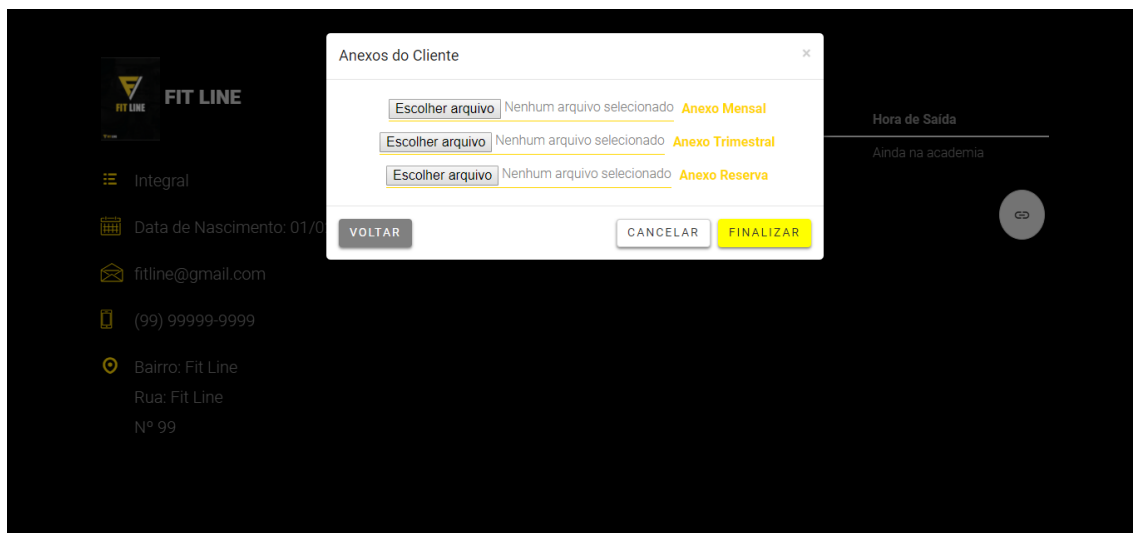 Anexos do Cliente ×
Escolher arquivo Nenhum arquivo selecionado Anexo Mensal
Escolher arquivo Nenhum arquivo selecionado Anexo Trimestral
Escolher arquivo Nenhum arquivo selecionado Anexo Reserva
VOLTAR CANCELAR FINALIZAR
FIT LINE
FIT LINE
Integral
Data de Nascimento: 01/0
fitline@gmail.com
(99) 99999-9999
Bairro: Fit Line
Rua: Fit Line
Nº 99
Hora de Saída
Ainda na academia